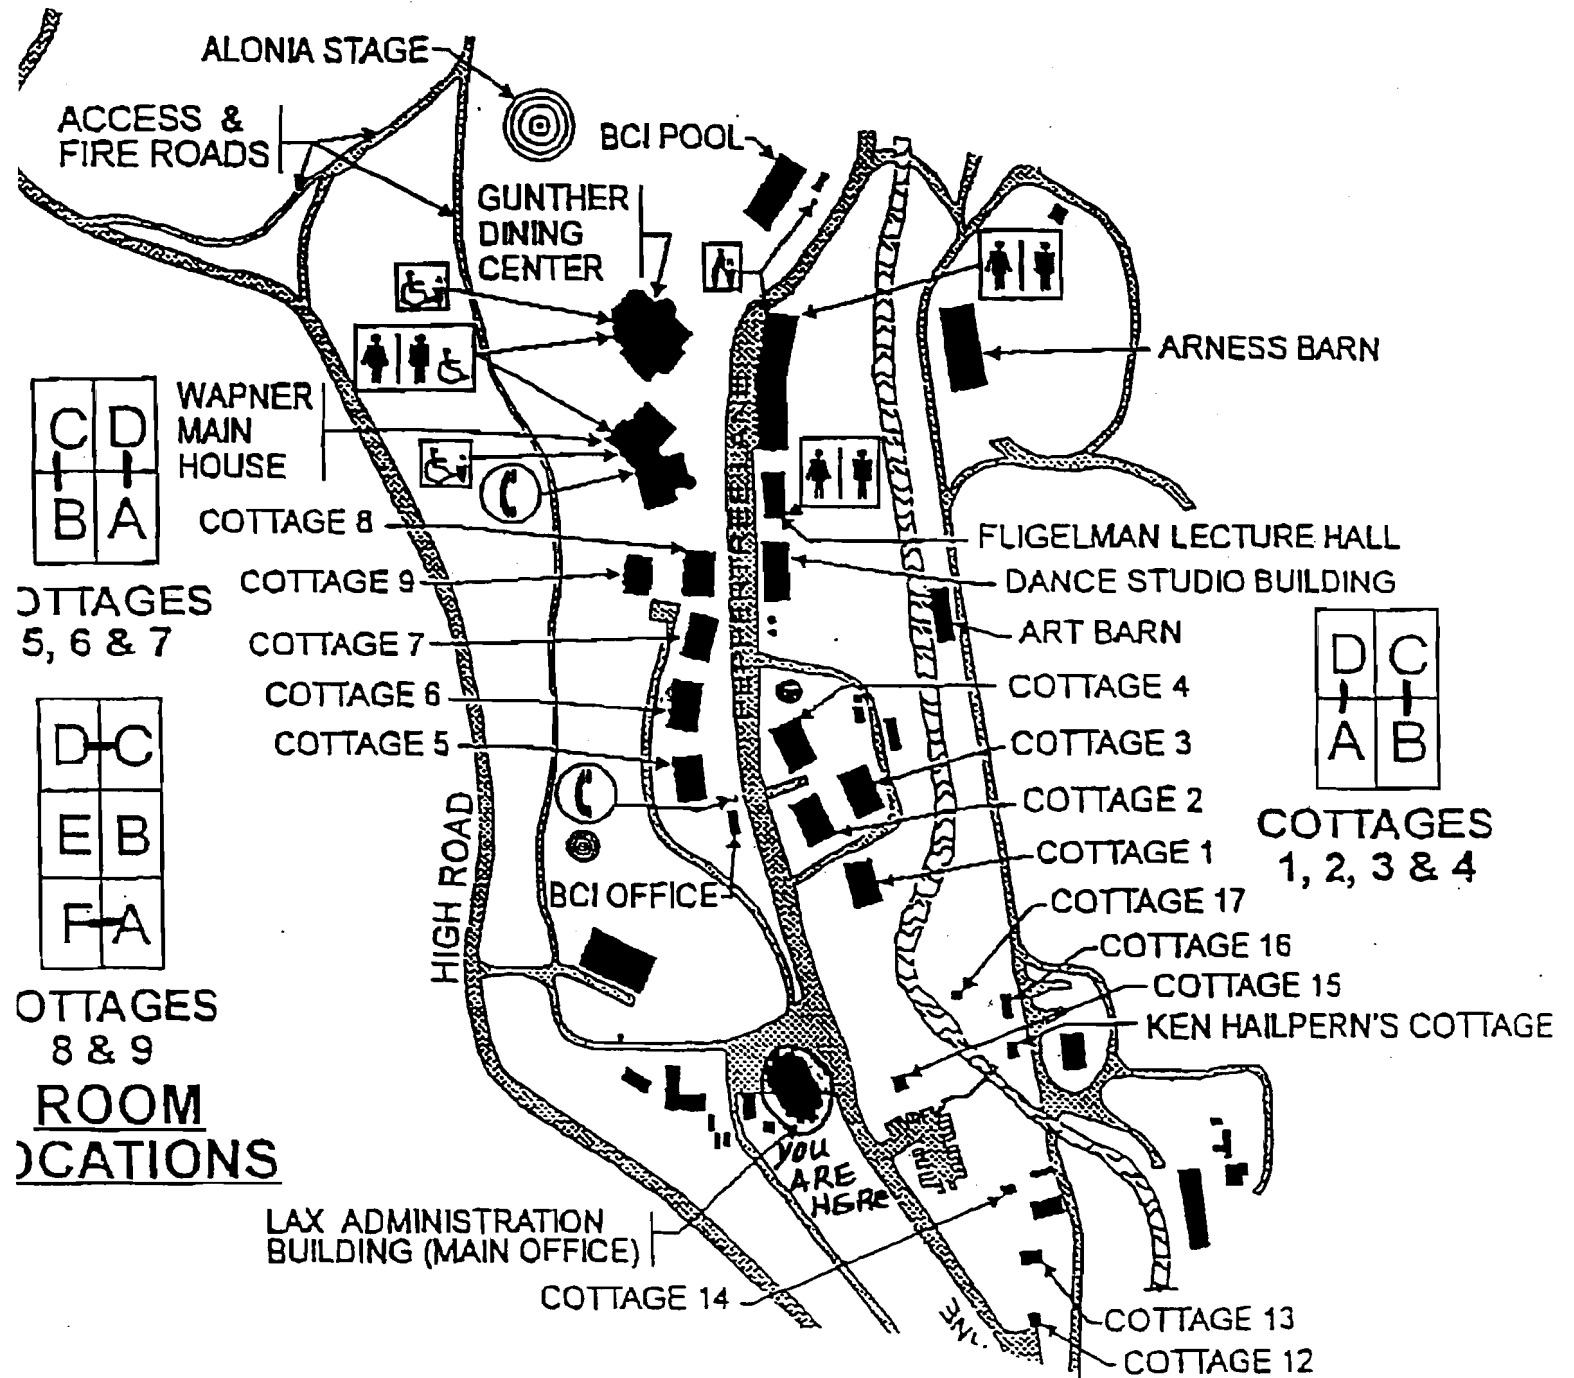 ALONIA STAGE
ACCESS &
FIRE ROADS
BCI POOL
GUNTHER
DINING
CENTER
ARNESS BARN
WAPNER
MAIN
HOUSE
C D
B A
OTTAGES
5, 6 & 7
COTTAGE 8
FLIGELMAN LECTURE HALL
COTTAGE 9
DANCE STUDIO BUILDING
COTTAGE 7
ART BARN
COTTAGE 6
COTTAGE 4
COTTAGE 5
COTTAGE 3
D C
A B
COTTAGES
1, 2, 3 & 4
D C
E B
F A
OTTAGES
8 & 9
ROOM
OCATIONS
HIGH ROAD
COTTAGE 2
COTTAGE 1
BCI OFFICE
COTTAGE 17
COTTAGE 16
COTTAGE 15
KEN HAILPERN'S COTTAGE
YOU
ARE
HERE
LAX ADMINISTRATION
BUILDING (MAIN OFFICE)
COTTAGE 14
COTTAGE 13
COTTAGE 12